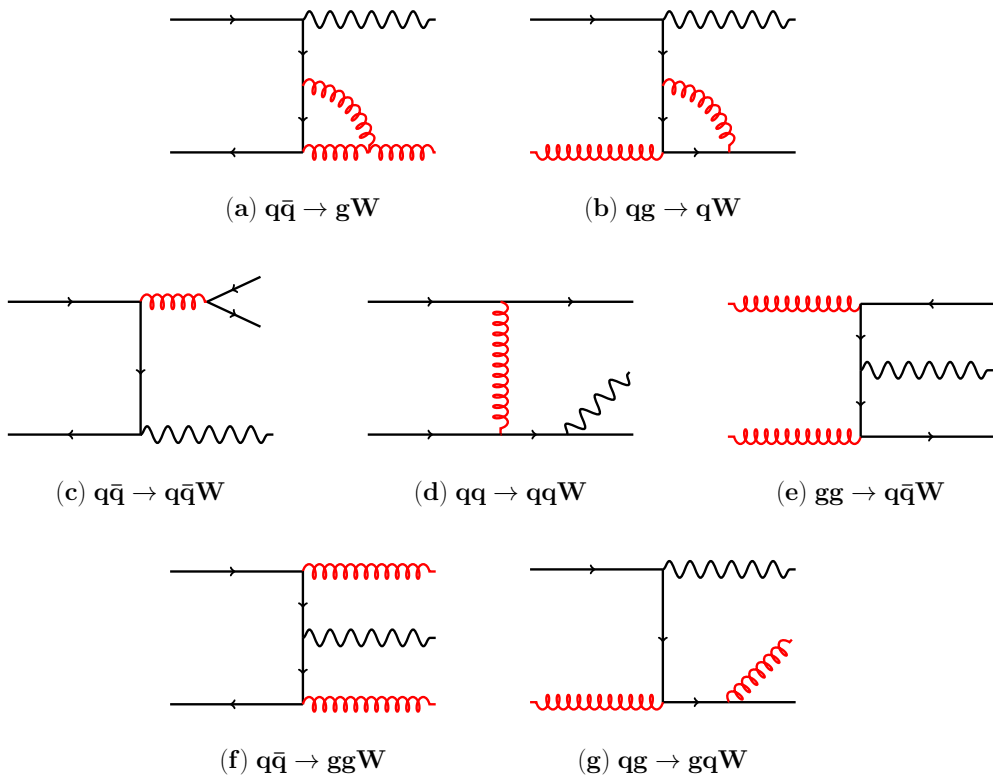 (a) qq̄ → gW
(b) qg → qW
(c) qq̄ → qq̄W
(d) qq → qqW
(e) gg → qq̄W
(f) qq̄ → ggW
(g) qg → gqW